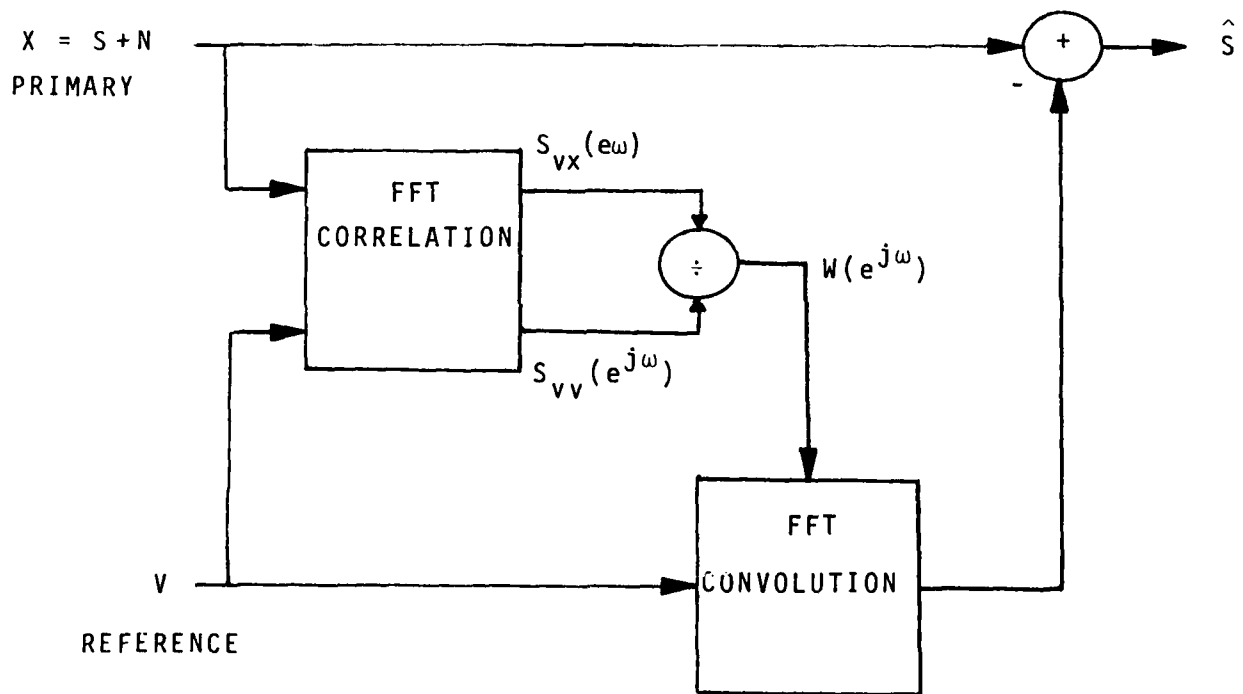 X = S+N
PRIMARY
+
-
Ŝ
S_vx(eω)
FFT
CORRELATION
÷
W(e^jω)
S_vv(e^jω)
FFT
CONVOLUTION
V
REFERENCE